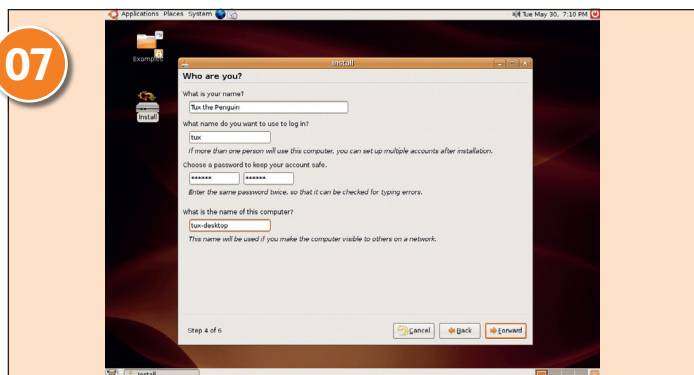 07
Applications Places System
Tue May 30, 7:10 PM
Examples
Install
Install
Who are you?
What is your name?
Tux the Penguin
What name do you want to use to log in?
tux
If more than one person will use this computer, you can set up multiple accounts after installation.
Choose a password to keep your account safe.
****** ******
Enter the same password twice, so that it can be checked for typing errors.
What is the name of this computer?
tux-desktop
This name will be used if you make the computer visible to others on a network.
Step 4 of 6
Cancel Back Forward
Install